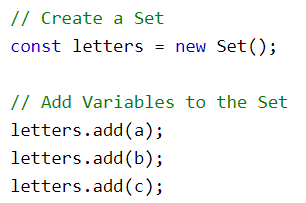 // Create a Set
const letters = new Set();

// Add Variables to the Set
letters.add(a);
letters.add(b);
letters.add(c);